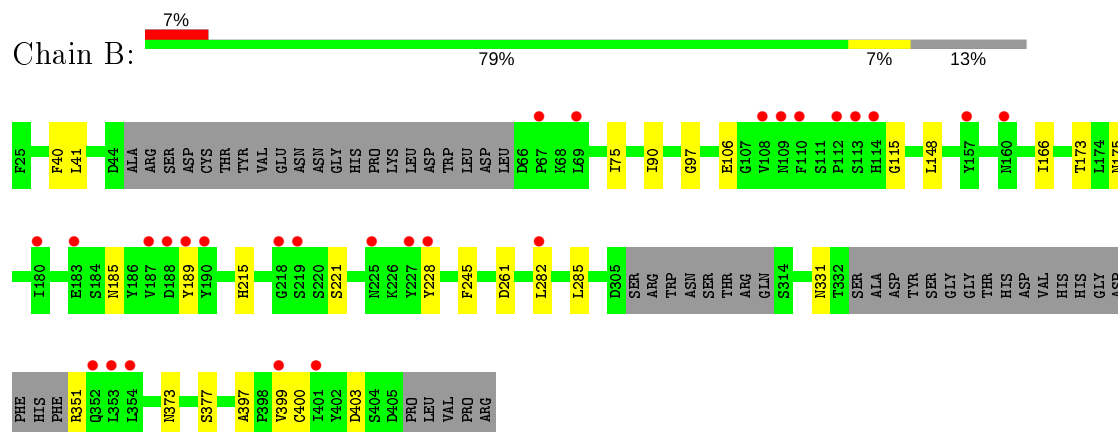 7%
Chain B:
79% 7% 13%
F25 F40 L41 D44 ALA ARG SER ASP CYS THR TYR VAL GLU ASN ASN GLY HIS PRO LYS LEU ASP TRP LEU ASP LEU D66 P67 K68 L69 I75 I90 G97 E106 G107 V108 N109 F110 S111 P112 S113 H114 G115 L148 Y157 N160 I166 T173 L174 N175
I180 E183 S184 N185 Y186 V187 D188 Y189 Y190 H215 G218 S219 S220 S221 N225 K226 Y227 Y228 F245 D261 L282 L285 D305 SER ARG TRP ASN SER THR ARG GLN S314 N331 T332 SER ALA ASP TYR SER GLY GLY THR HIS ASP VAL HIS HIS GLY ASP
PHE HIS PHE R351 Q352 L353 L354 N373 S377 A397 P398 V399 C400 I401 Y402 D403 S404 D405 PRO LEU VAL PRO ARG